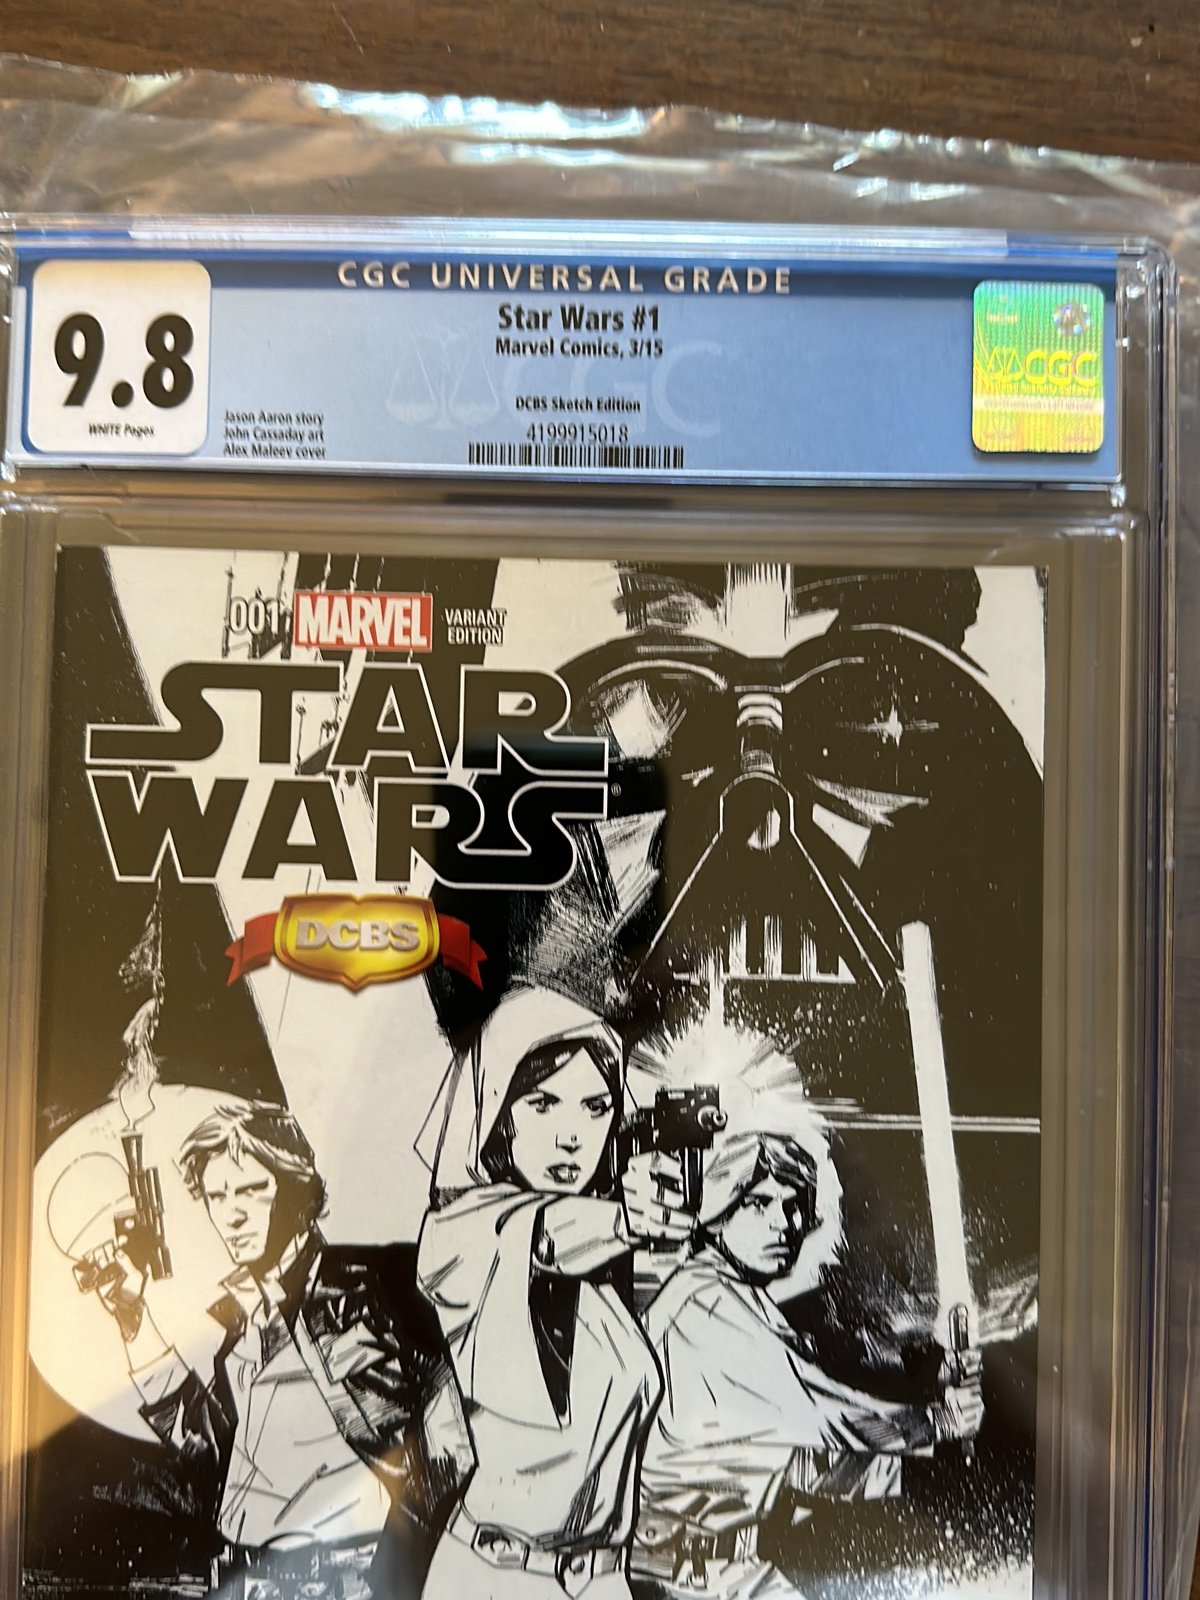 CGC UNIVERSAL GRADE
9.8
WHITE Pages
Star Wars #1
Marvel Comics, 3/15
DCBS Sketch Edition
Jason Aaron story
John Cassaday art
Alex Maleev cover
4199915018
CGC
CGC
001
MARVEL
VARIANT
EDITION
STAR
WARS
®
DCBS